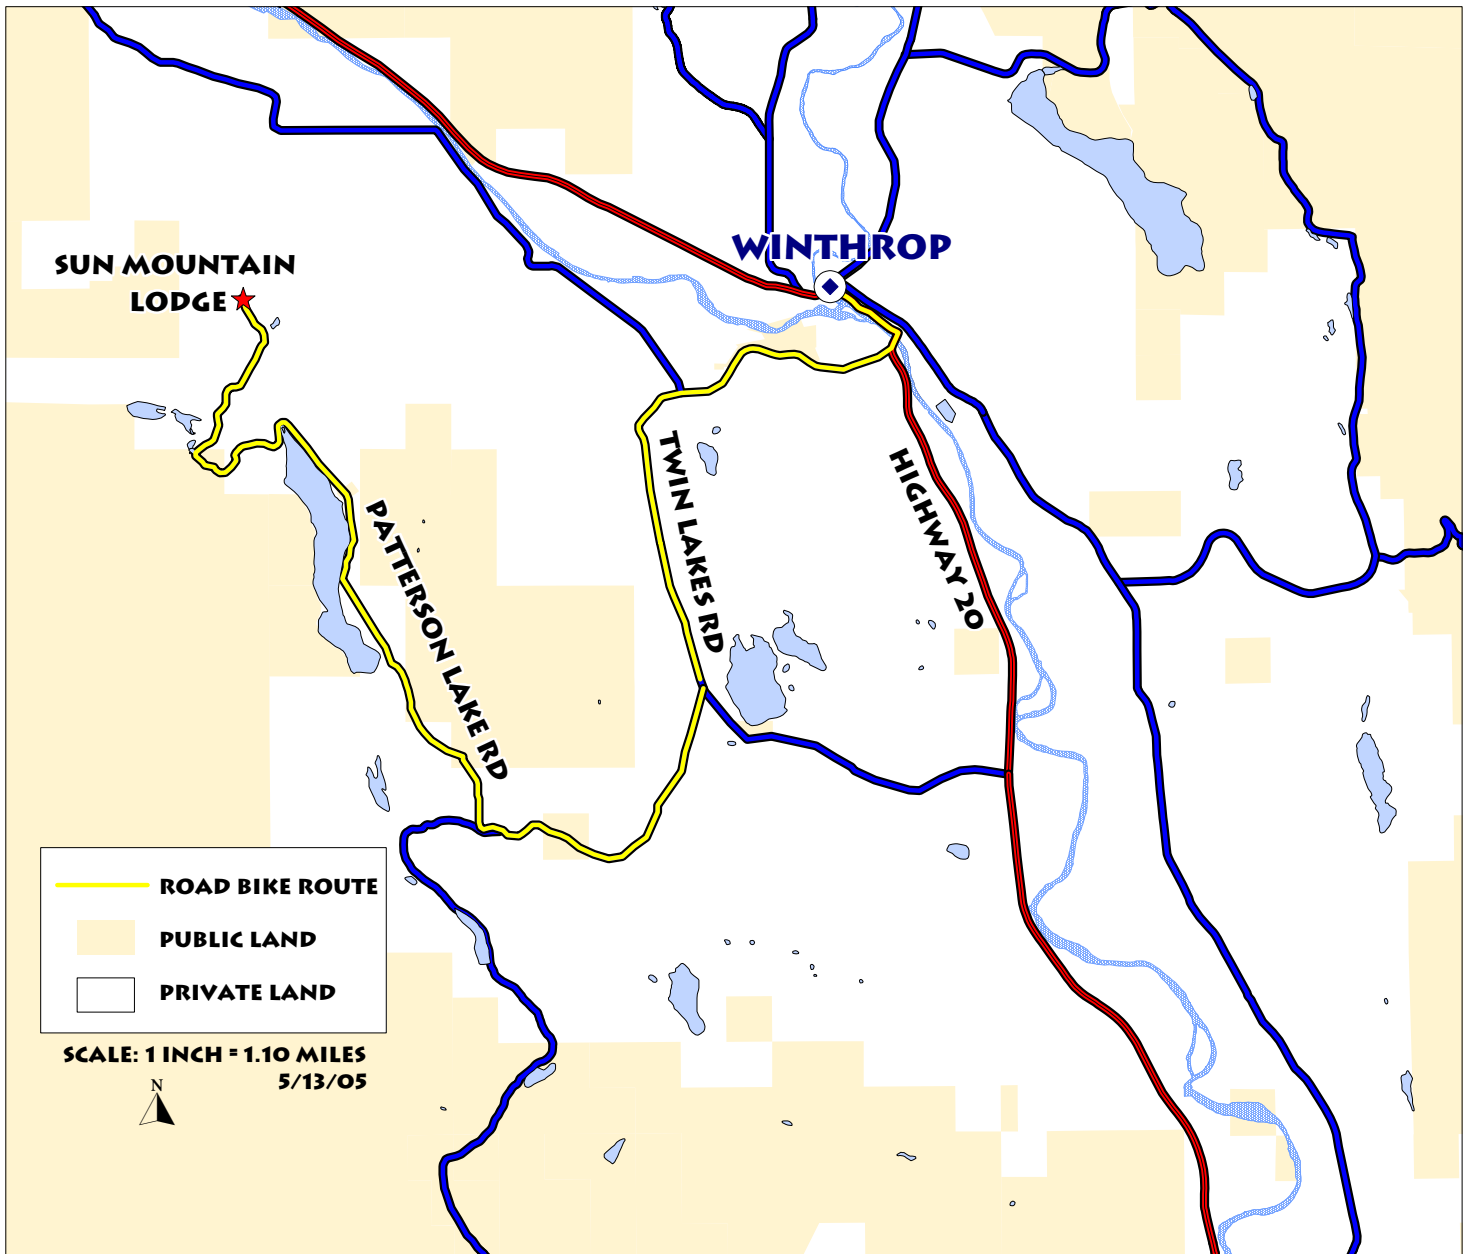 WINTHROP
SUN MOUNTAIN
LODGE
TWIN LAKES RD
HIGHWAY 20
PATTERSON LAKE RD
ROAD BIKE ROUTE
PUBLIC LAND
PRIVATE LAND
SCALE: 1 INCH = 1.10 MILES
5/13/05
N